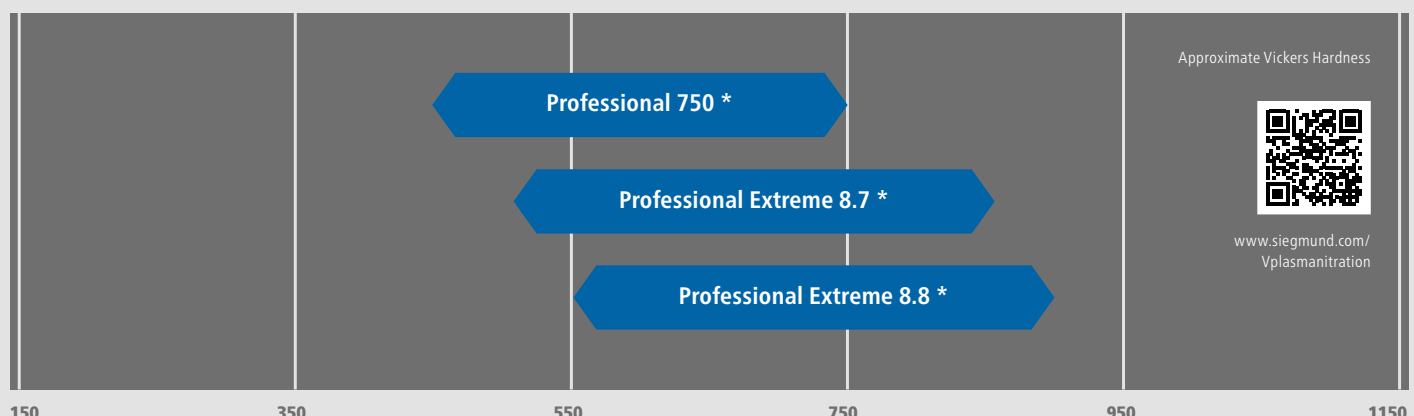 Approximate Vickers Hardness
Professional 750 *
Professional Extreme 8.7 *
www.siegmund.com/
Vplasmanitration
Professional Extreme 8.8 *
150 350 550 750 950 1150